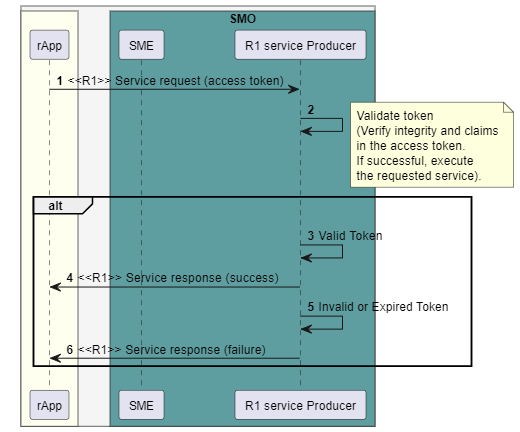 SMO
rApp
SME
R1 service Producer
1 <<R1>> Service request (access token)
2
Validate token
(Verify integrity and claims
in the access token.
If successful, execute
the requested service).
alt
3 Valid Token
4 <<R1>> Service response (success)
5 Invalid or Expired Token
6 <<R1>> Service response (failure)
rApp
SME
R1 service Producer